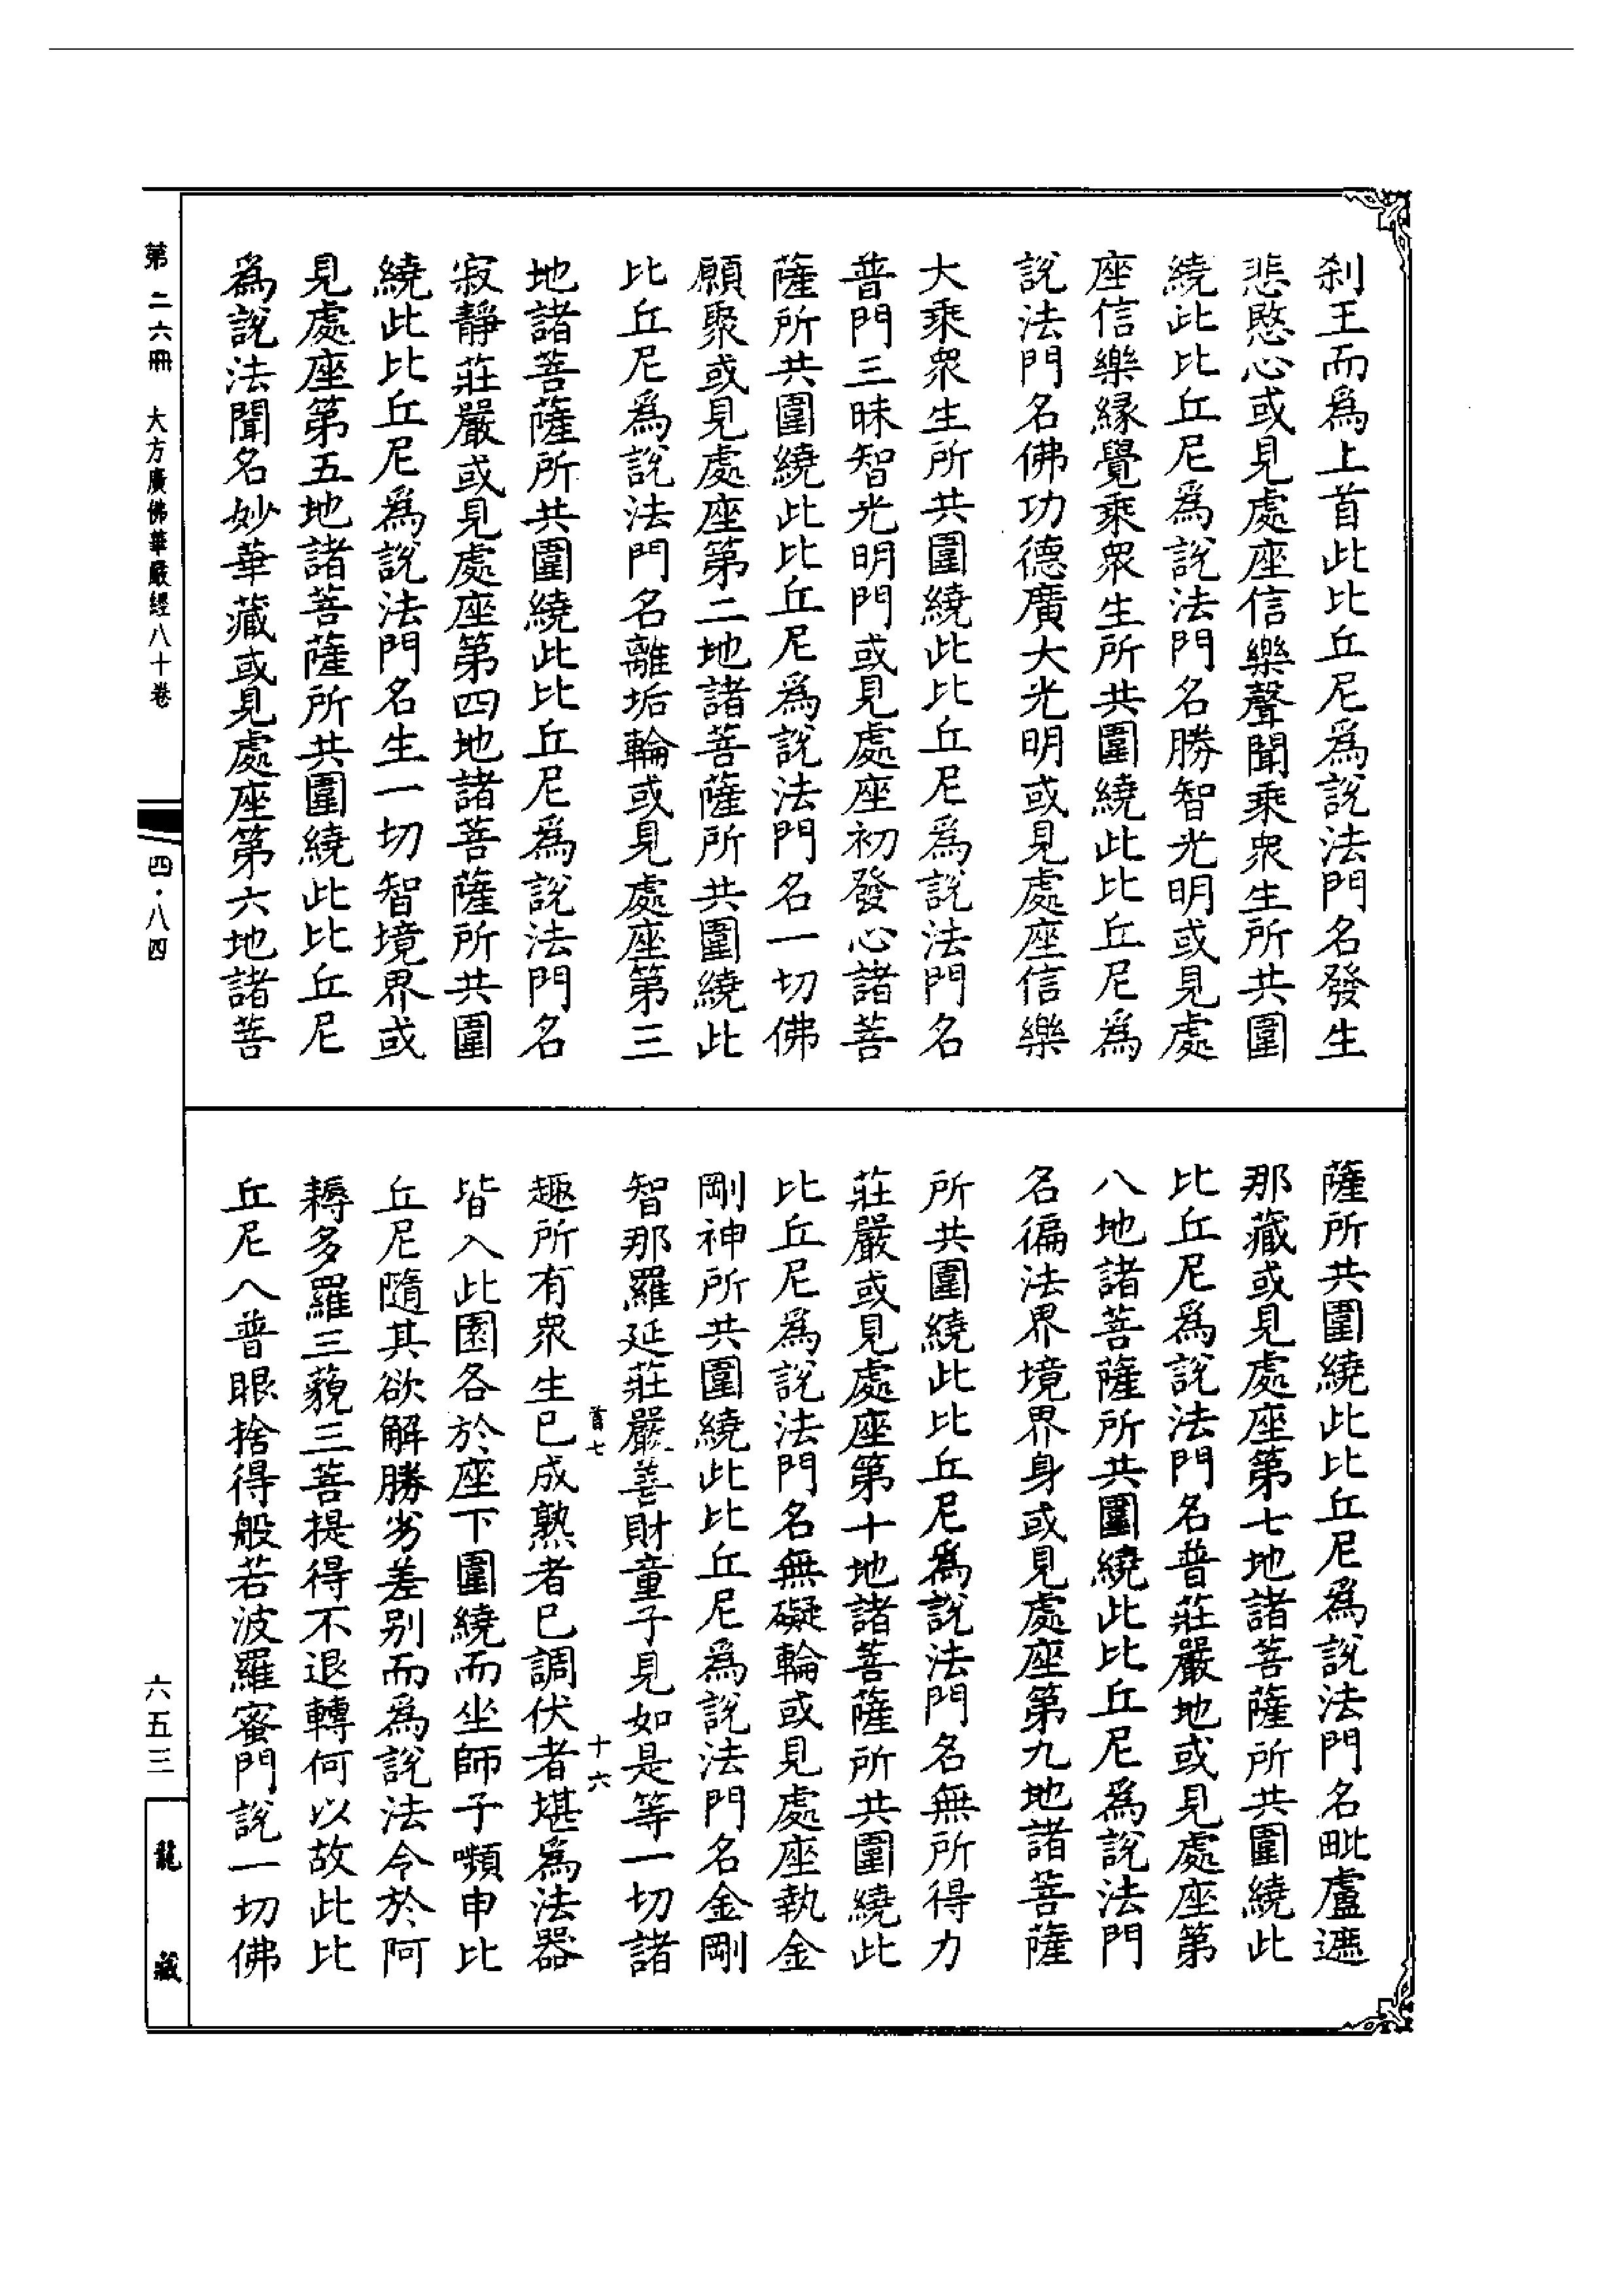 剎王而爲上首此比丘尼爲說法門名發生
悲愍心或見處座信樂聲聞乘衆生所共圍
繞此比丘尼爲說法門名勝智光明或見處
座信樂緣覺乘衆生所共圍繞此比丘尼爲
說法門名佛功德廣大光明或見處座信樂
大乘衆生所共圍繞此比丘尼爲說法門名
普門三昧智光明門或見處座初發心諸菩
薩所共圍繞此比丘尼爲說法門名一切佛
願聚或見處座第二地諸菩薩所共圍繞此
比丘尼爲說法門名離垢輪或見處座第三
地諸菩薩所共圍繞此比丘尼爲說法門名
寂靜莊嚴或見處座第四地諸菩薩所共圍
繞此比丘尼爲說法門名生一切智境界或
見處座第五地諸菩薩所共圍繞此比丘尼
爲說法聞名妙華藏或見處座第六地諸菩
薩所共圍繞此比丘尼爲說法門名毗盧遮
那藏或見處座第七地諸菩薩所共圍繞此
比丘尼爲說法門名普莊嚴地或見處座第
八地諸菩薩所共圍繞此比丘尼爲說法門
名徧法界境界身或見處座第九地諸菩薩
所共圍繞此比丘尼爲說法門名無所得力
莊嚴或見處座第十地諸菩薩所共圍繞此
比丘尼爲說法門名無礙輪或見處座執金
剛神所共圍繞此比丘尼爲說法門名金剛
智那羅延莊嚴善財童子見如是等一切諸
首七 十六
趣所有衆生已成熟者已調伏者堪爲法器
皆入此園各於座下圍繞而坐師子嚬申比
丘尼隨其欲解勝劣差別而爲說法令於阿
耨多羅三藐三菩提得不退轉何以故此比
丘尼入普眼捨得般若波羅蜜門說一切佛
第二六冊 大方廣佛華嚴經八十卷
四·八四
六五三
龍藏